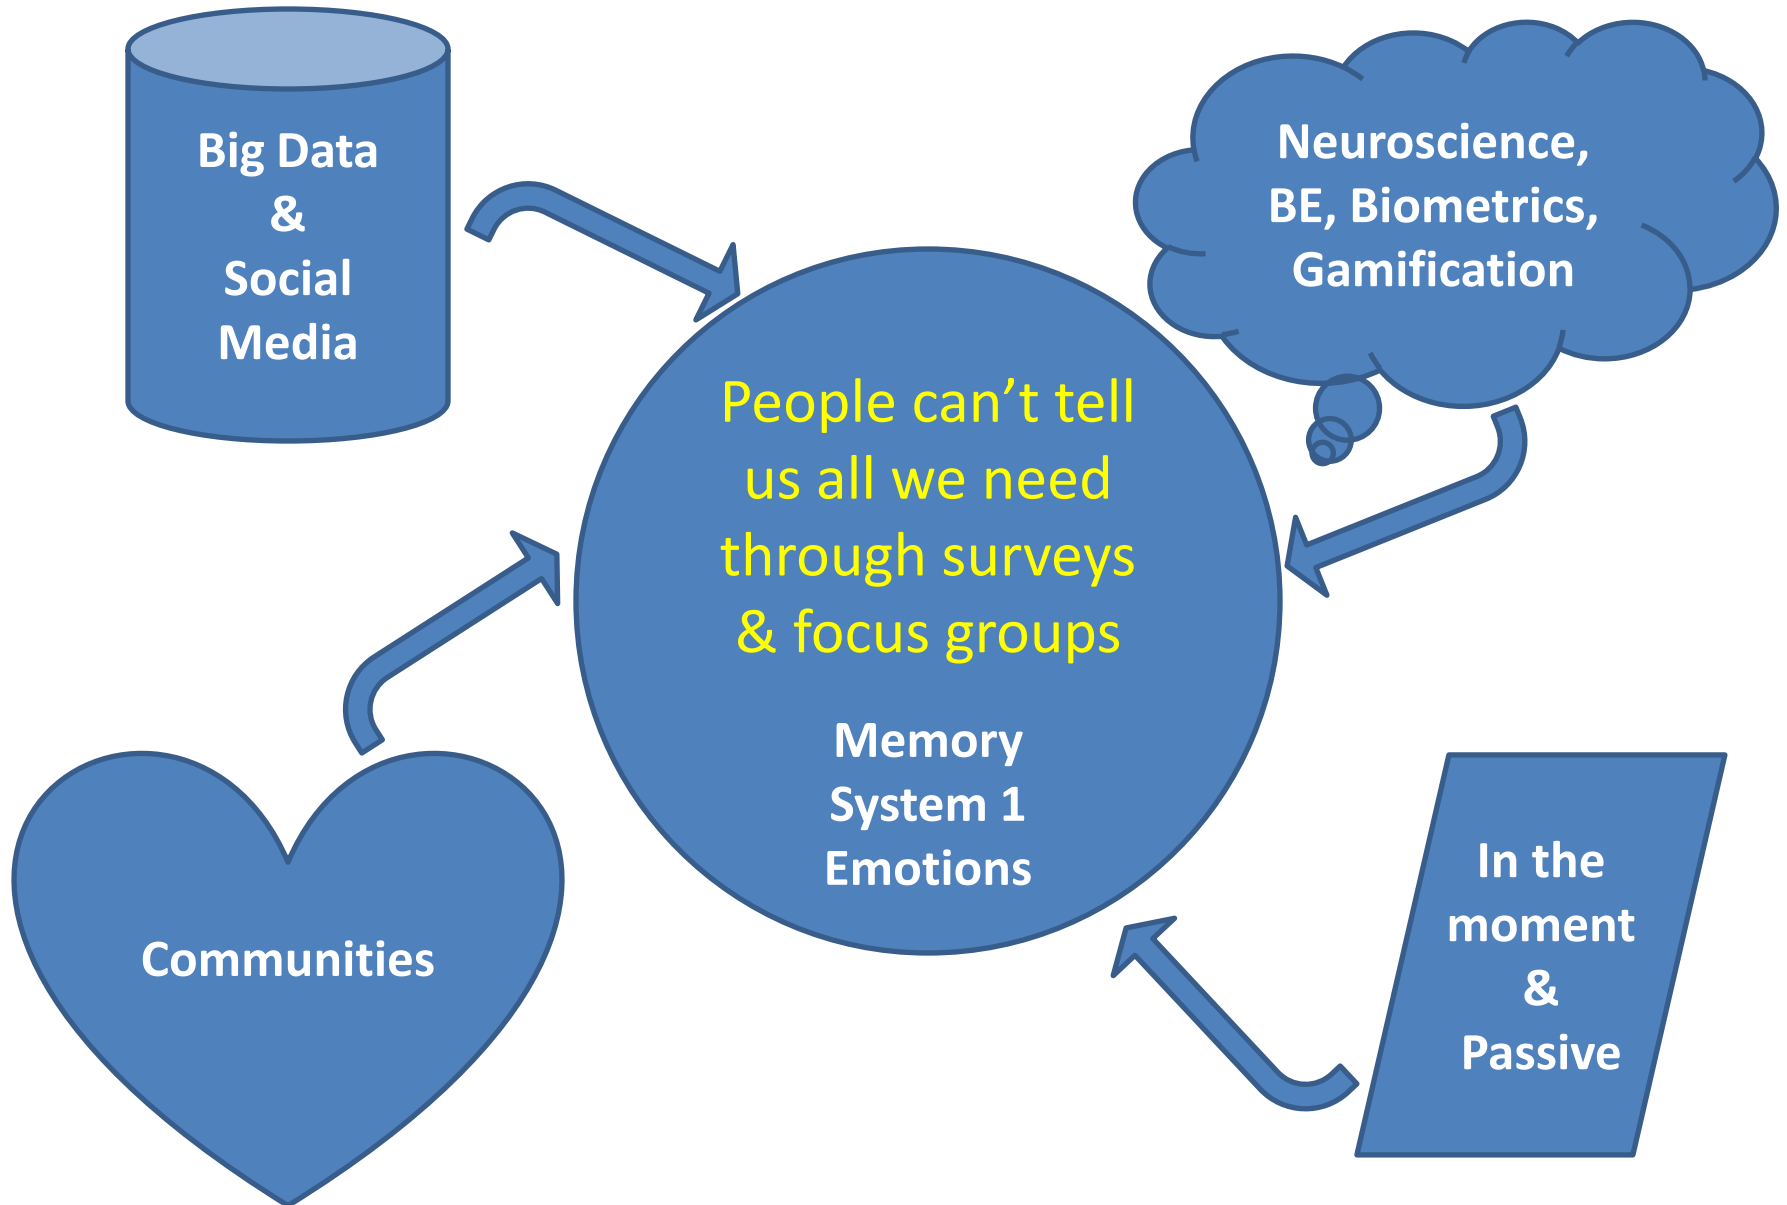 Big Data
&
Social
Media
Neuroscience,
BE, Biometrics,
Gamification
People can’t tell
us all we need
through surveys
& focus groups
Memory
System 1
Emotions
Communities
In the
moment
&
Passive